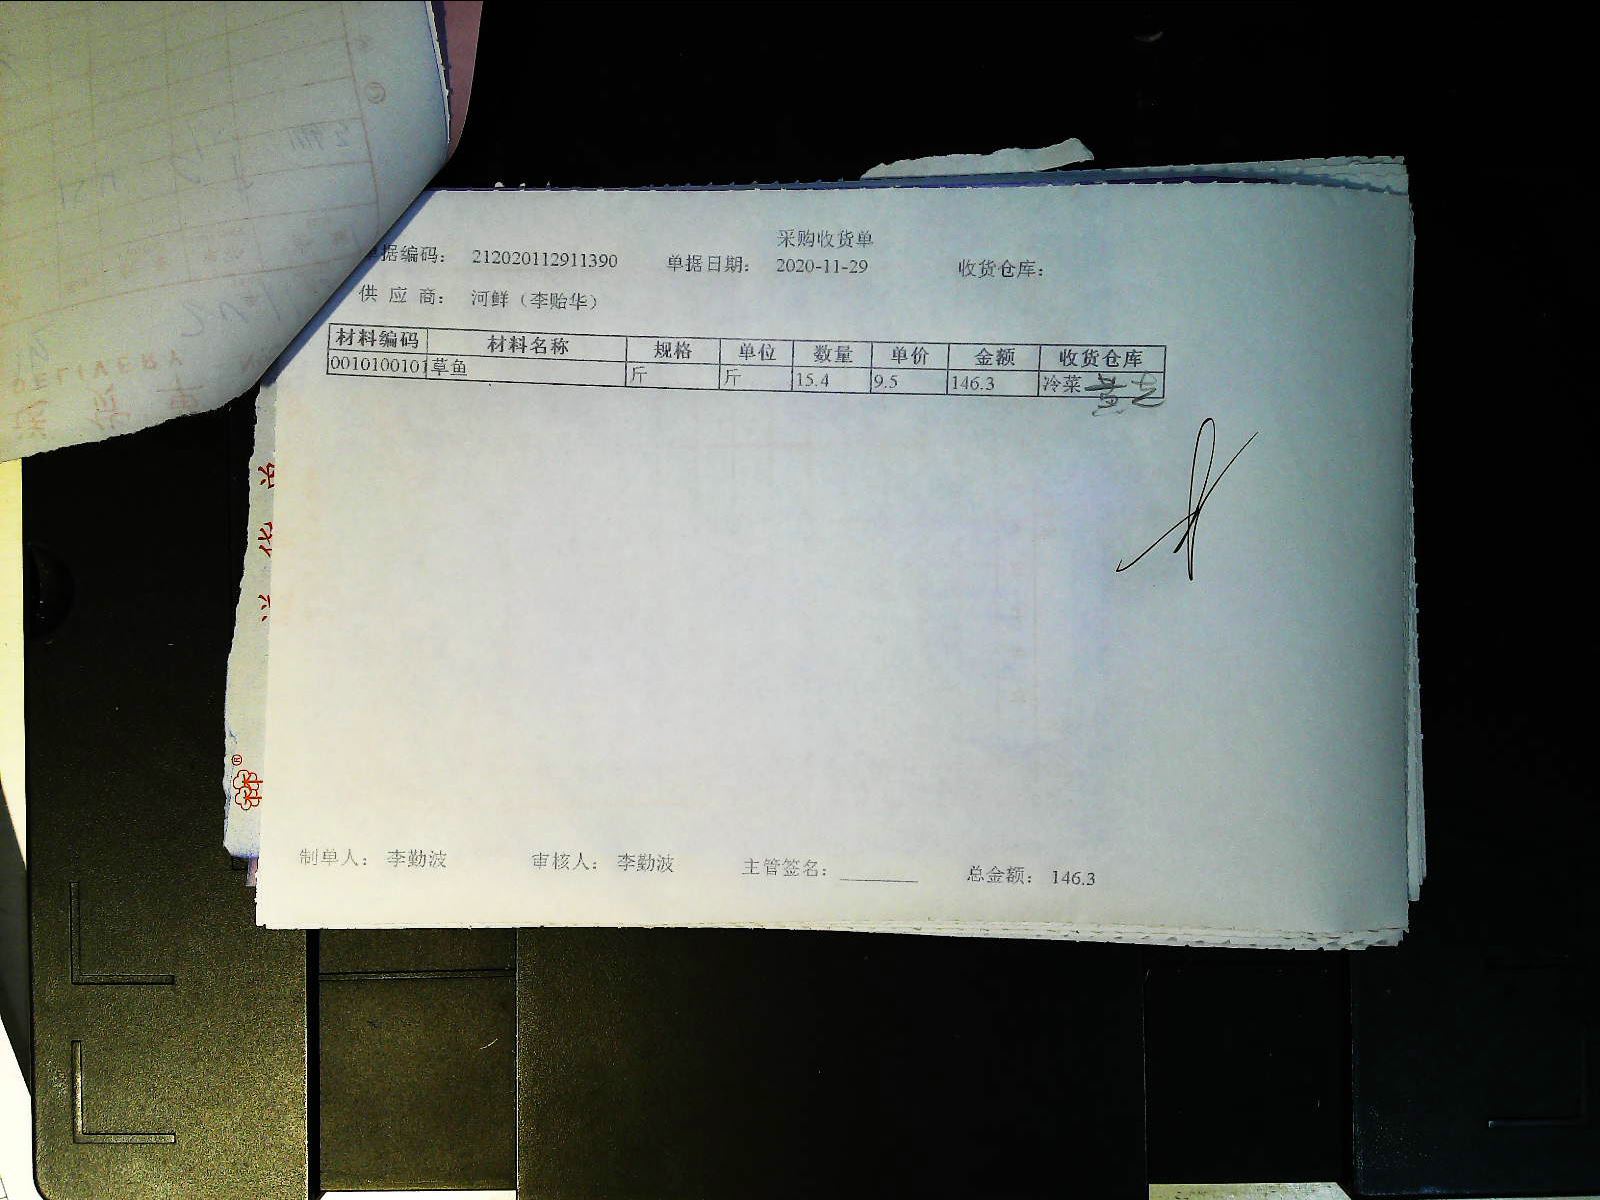 采购收货单
单据编码： 212020112911390 单据日期： 2020-11-29 收货仓库：
供 应 商： 河鲜（李贻华）
材料编码 材料名称 规格 单位 数量 单价 金额 收货仓库
0010100101 草鱼 斤 斤 15.4 9.5 146.3 冷菜
制单人： 李勤波 审核人： 李勤波 主管签名：________ 总金额： 146.3
DELIVERY